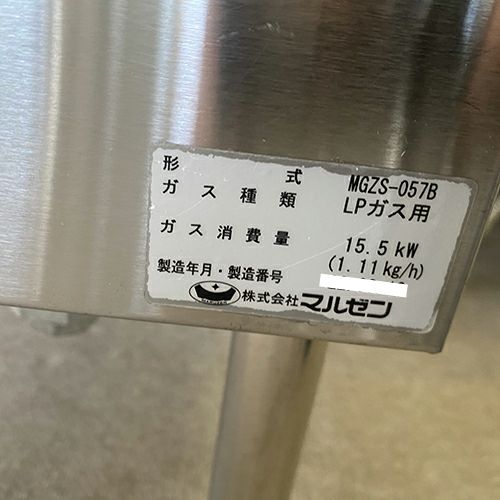 形式 MGZS-057B
ガス種類 LPガス用
ガス消費量 15.5kW
(1.11kg/h)
製造年月・製造番号
株式会社マルゼン